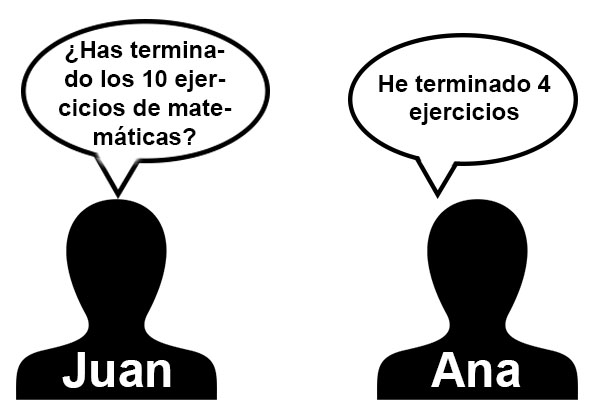 ¿Has termina-
do los 10 ejer-
cicios de mate-
máticas?
He terminado 4
ejercicios
Juan
Ana